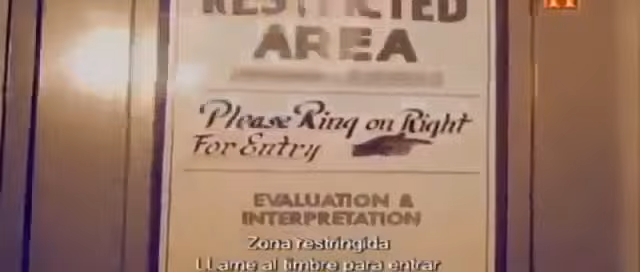 RESTRICTED
AREA
Please Ring on Right
For Entry
EVALUATION &
INTERPRETATION
Zona restringida
LLame al timbre para entrar
H